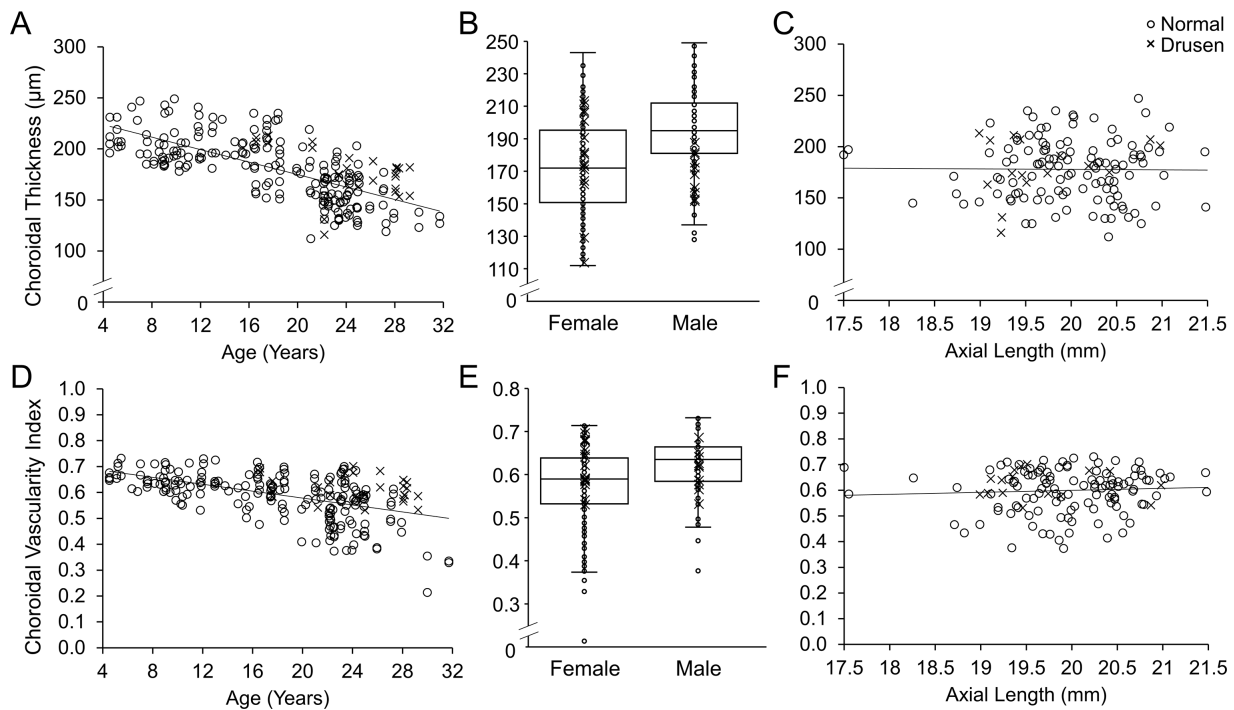 A
Choroidal Thickness (µm)
300
250
200
150
100
0
4 8 12 16 20 24 28 32
Age (Years)
B
250
230
210
190
170
150
130
110
0
Female Male
C
Normal
Drusen
300
250
200
150
100
0
17.5 18 18.5 19 19.5 20 20.5 21 21.5
Axial Length (mm)
D
Choroidal Vascularity Index
1.0
0.9
0.8
0.7
0.6
0.5
0.4
0.3
0.2
0.1
0.0
4 8 12 16 20 24 28 32
Age (Years)
E
0.8
0.7
0.6
0.5
0.4
0.3
0
Female Male
F
1.0
0.9
0.8
0.7
0.6
0.5
0.4
0.3
0.2
0.1
0.0
17.5 18 18.5 19 19.5 20 20.5 21 21.5
Axial Length (mm)